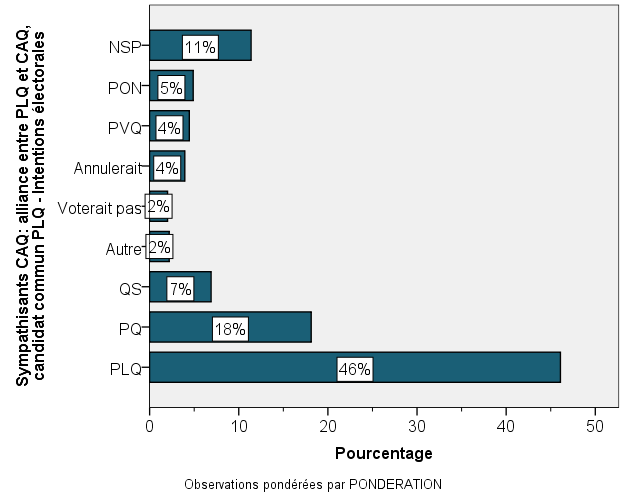 Sympathisants CAQ: alliance entre PLQ et CAQ,
candidat commun PLQ - Intentions électorales
NSP 11%
PON 5%
PVQ 4%
Annulerait 4%
Voterait pas 2%
Autre 2%
QS 7%
PQ 18%
PLQ 46%
0 10 20 30 40 50
Pourcentage
Observations pondérées par PONDERATION